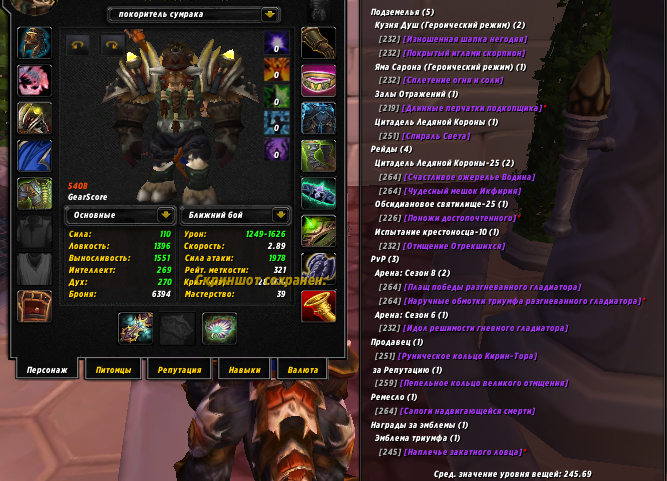 покоритель сумрака
0
0
0
0
0
5408
GearScore
Основные
Ближний бой
Сила: 110
Ловкость: 1396
Выносливость: 1551
Интеллект: 269
Дух: 270
Броня: 6394
Урон: 1249-1626
Скорость: 2.89
Сила атаки: 1978
Рейт. меткости: 321
Мастерство: 39
Скриншот сохранен.
Персонаж
Питомцы
Репутация
Навыки
Валюта
Подземелья (5)
Кузня Душ (Героический режим) (2)
[232] [Изношенная шапка негодяя]
[232] [Покрытый иглами скорпион]
Яма Сарона (Героический режим) (1)
[232] [Сплетение огня и соли]
Залы Отражений (1)
[219] [Длинные перчатки подкопщика]*
Цитадель Ледяной Короны (1)
[251] [Спираль Света]
Рейды (4)
Цитадель Ледяной Короны-25 (2)
[264] [Счастливое ожерелье Водина]
[264] [Чудесный мешок Икфирия]
Обсидиановое святилище-25 (1)
[226] [Поножи достопочтенного]*
Испытание крестоносца-10 (1)
[232] [Отмщение Отрекшихся]
PvP (3)
Арена: Сезон 8 (2)
[264] [Плащ победы разгневанного гладиатора]
[264] [Наручные обмотки триумфа разгневанного гладиатора]*
Арена: Сезон 6 (1)
[232] [Идол решимости гневного гладиатора]
Продавец (1)
[251] [Руническое кольцо Кирин-Тора]
за Репутацию (1)
[259] [Пепельное кольцо великого отмщения]
Ремесло (1)
[264] [Сапоги надвигающейся смерти]
Награды за эмблемы (1)
Эмблема триумфа (1)
[245] [Наплечье закатного ловца]*
Сред. значение уровня вещей: 245.69